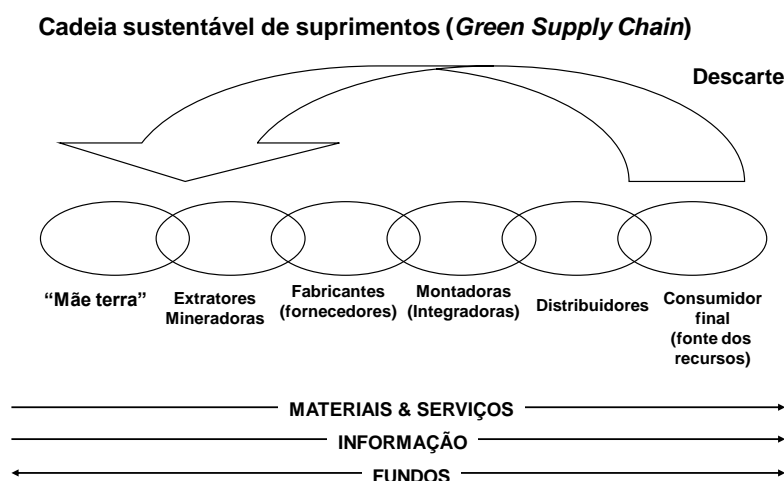 Cadeia sustentável de suprimentos (Green Supply Chain)
Descarte
“Mãe terra”
Extratores
Mineradoras
Fabricantes
(fornecedores)
Montadoras
(Integradoras)
Distribuidores
Consumidor
final
(fonte dos
recursos)
MATERIAIS & SERVIÇOS
INFORMAÇÃO
FUNDOS